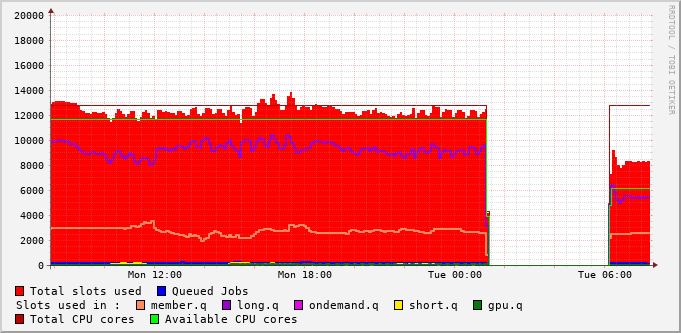 RRDTOOL / TOBI OETIKER
20000
18000
16000
14000
12000
10000
8000
6000
4000
2000
0
Mon 12:00 Mon 18:00 Tue 00:00 Tue 06:00
Total slots used Queued Jobs
Slots used in : member.q long.q ondemand.q short.q gpu.q
Total CPU cores Available CPU cores